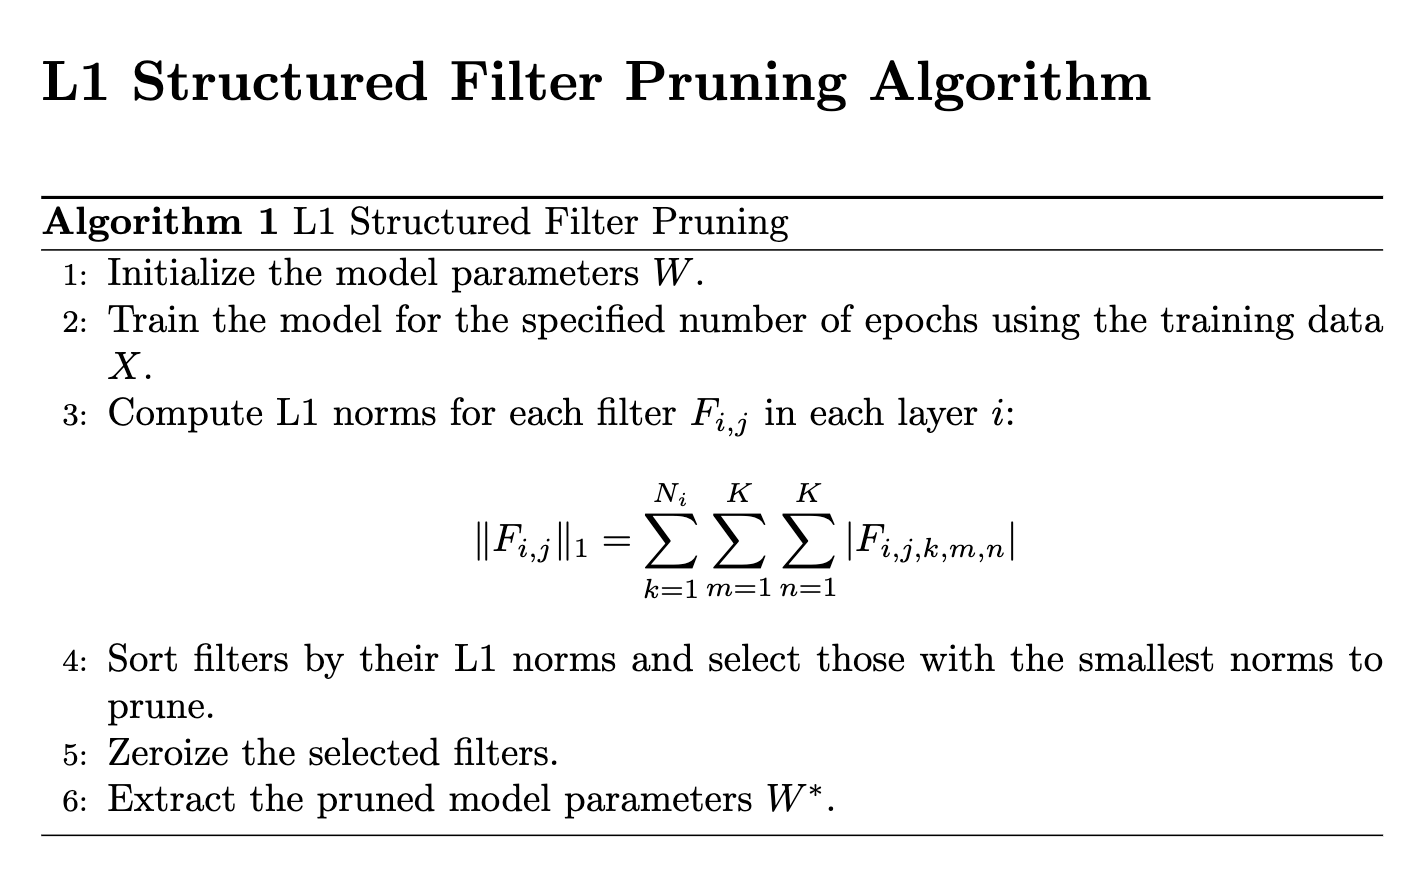 L1 Structured Filter Pruning Algorithm
Algorithm 1 L1 Structured Filter Pruning
1: Initialize the model parameters W.
2: Train the model for the specified number of epochs using the training data
X.
3: Compute L1 norms for each filter F_{i,j} in each layer i:
‖F_{i,j}‖_1 = ∑_{k=1}^{N_i} ∑_{m=1}^{K} ∑_{n=1}^{K} |F_{i,j,k,m,n}|
4: Sort filters by their L1 norms and select those with the smallest norms to
prune.
5: Zeroize the selected filters.
6: Extract the pruned model parameters W*.